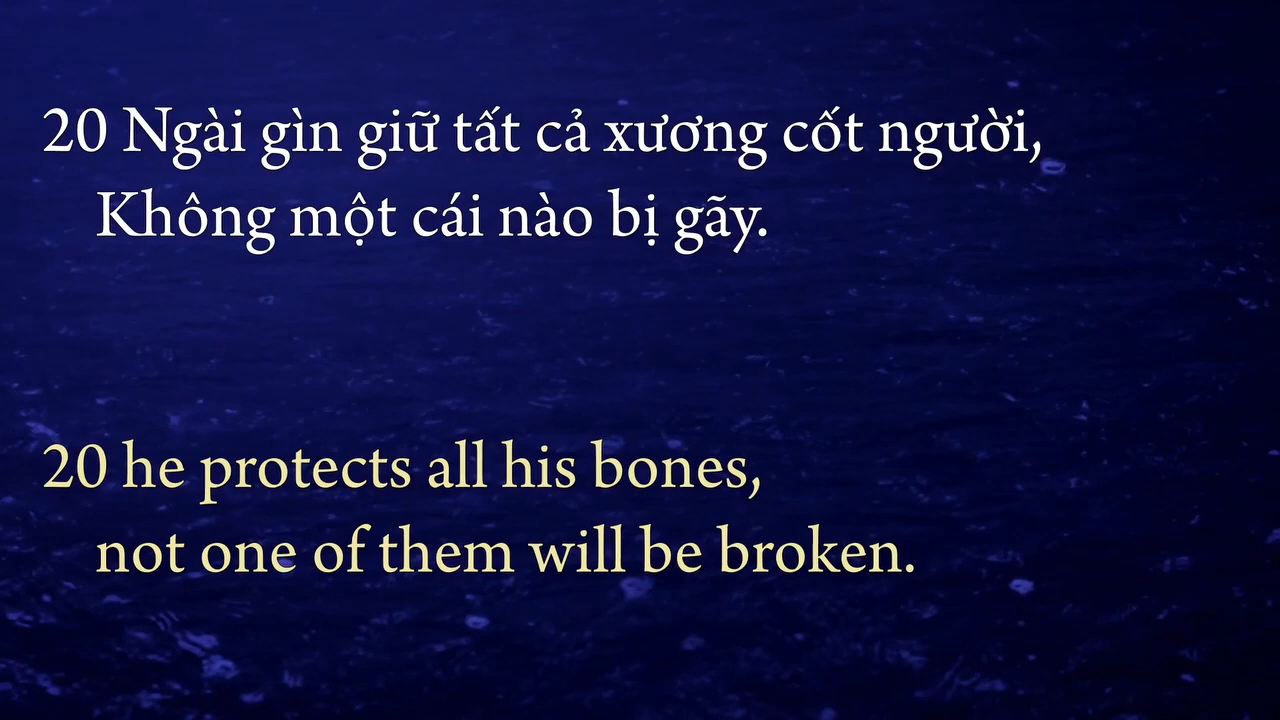 20 Ngài gìn giữ tất cả xương cốt người,
Không một cái nào bị gãy.
20 he protects all his bones,
not one of them will be broken.